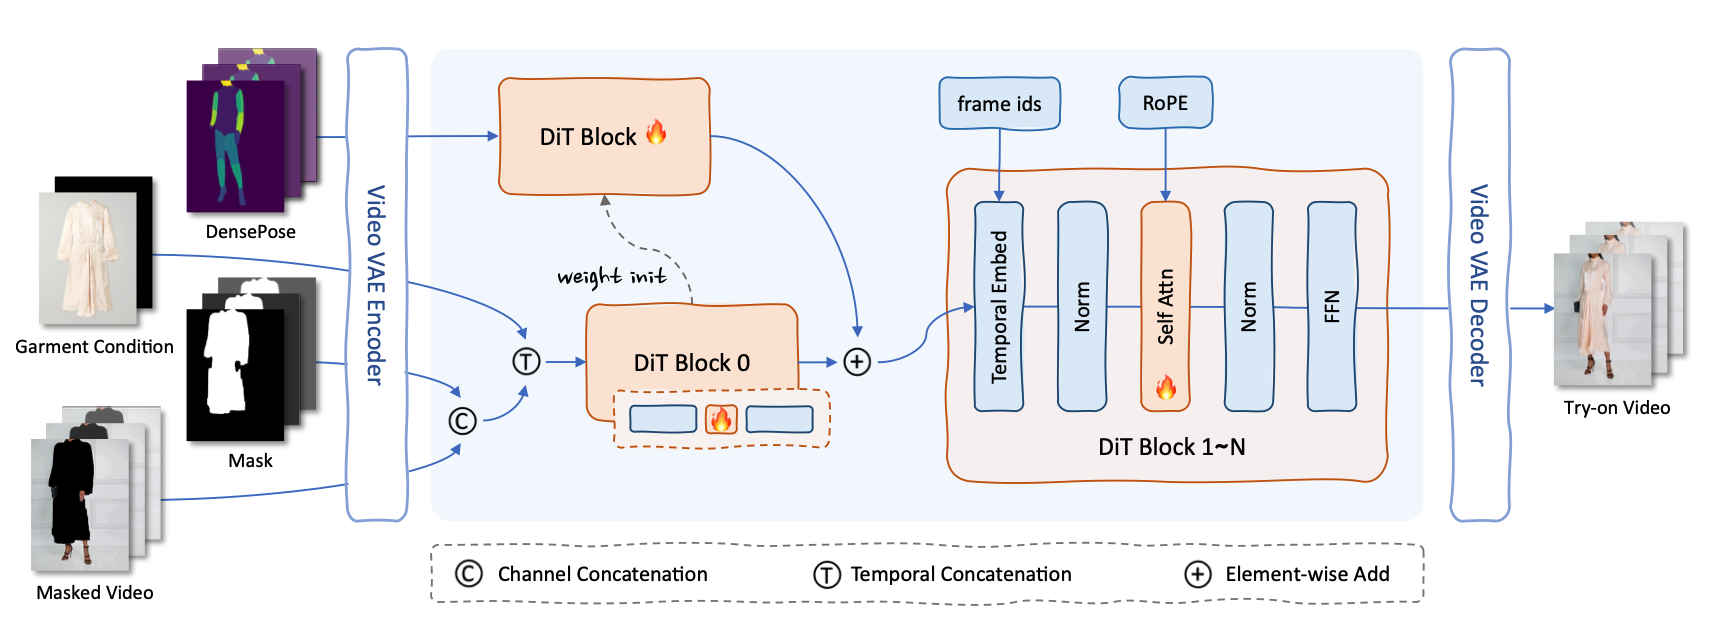 DensePose
Garment Condition
Mask
Masked Video
Video VAE Encoder
DiT Block
weight init
DiT Block 0
T
C
+
frame ids
RoPE
Temporal Embed
Norm
Self Attn
Norm
FFN
DiT Block 1~N
Video VAE Decoder
Try-on Video
C Channel Concatenation
T Temporal Concatenation
+ Element-wise Add